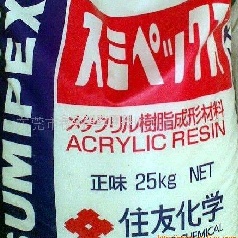 SUMIPEX
スミペックス
メタクリル樹脂成形材料
ACRYLIC RESIN
正味 25kg NET
住友化学
CHEMICAL